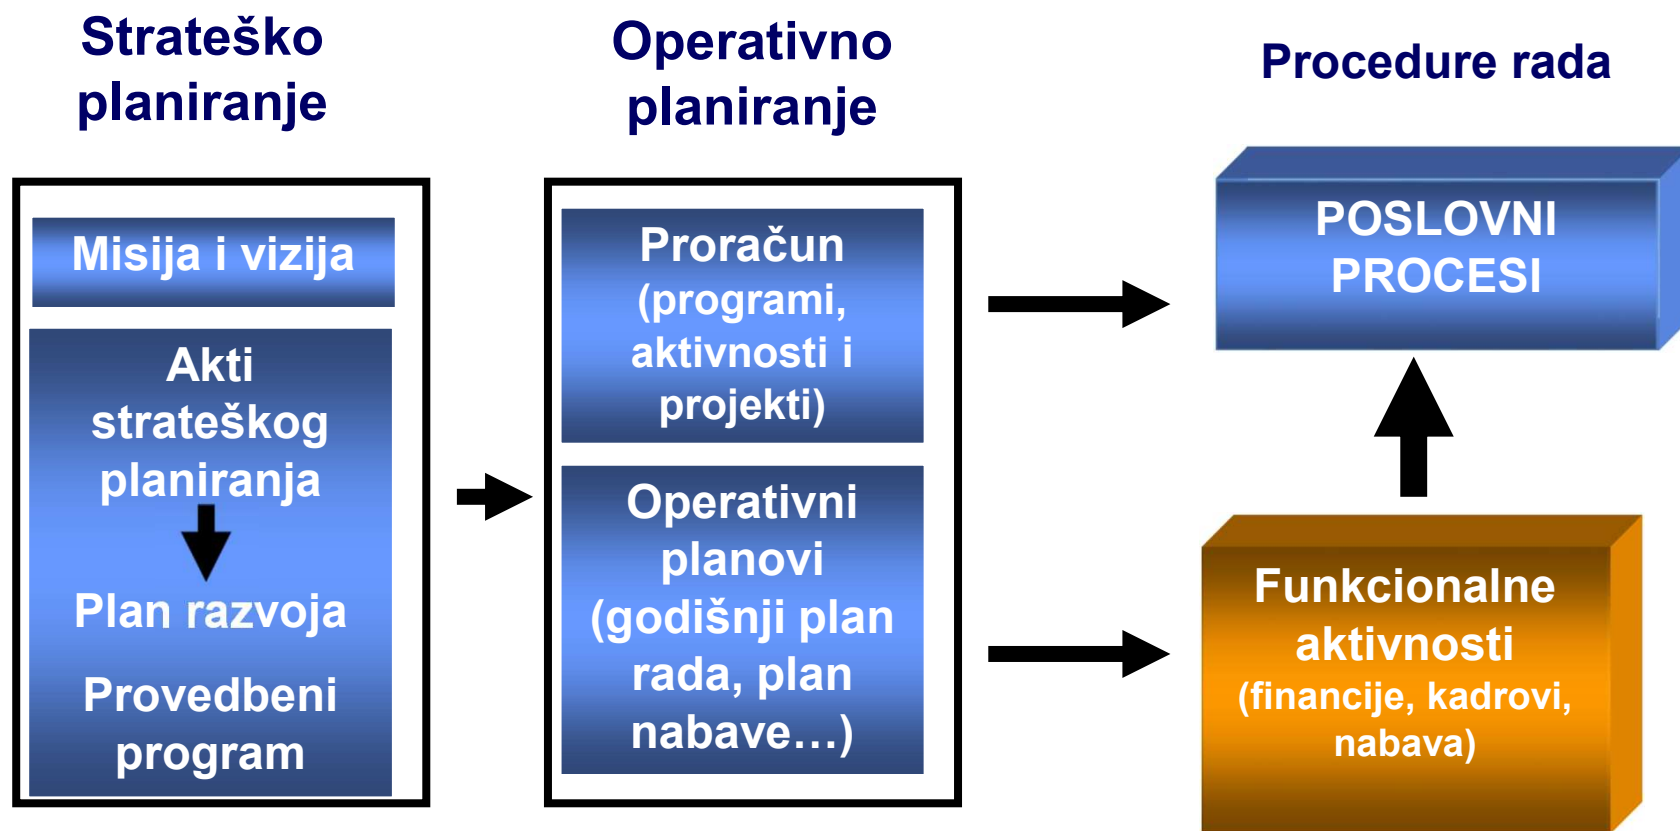 Strateško
planiranje
Misija i vizija
Akti
strateškog
planiranja
Plan razvoja
Provedbeni
program
Operativno
planiranje
Proračun
(programi,
aktivnosti i
projekti)
Operativni
planovi
(godišnji plan
rada, plan
nabave…)
Procedure rada
POSLOVNI
PROCESI
Funkcionalne
aktivnosti
(financije, kadrovi,
nabava)